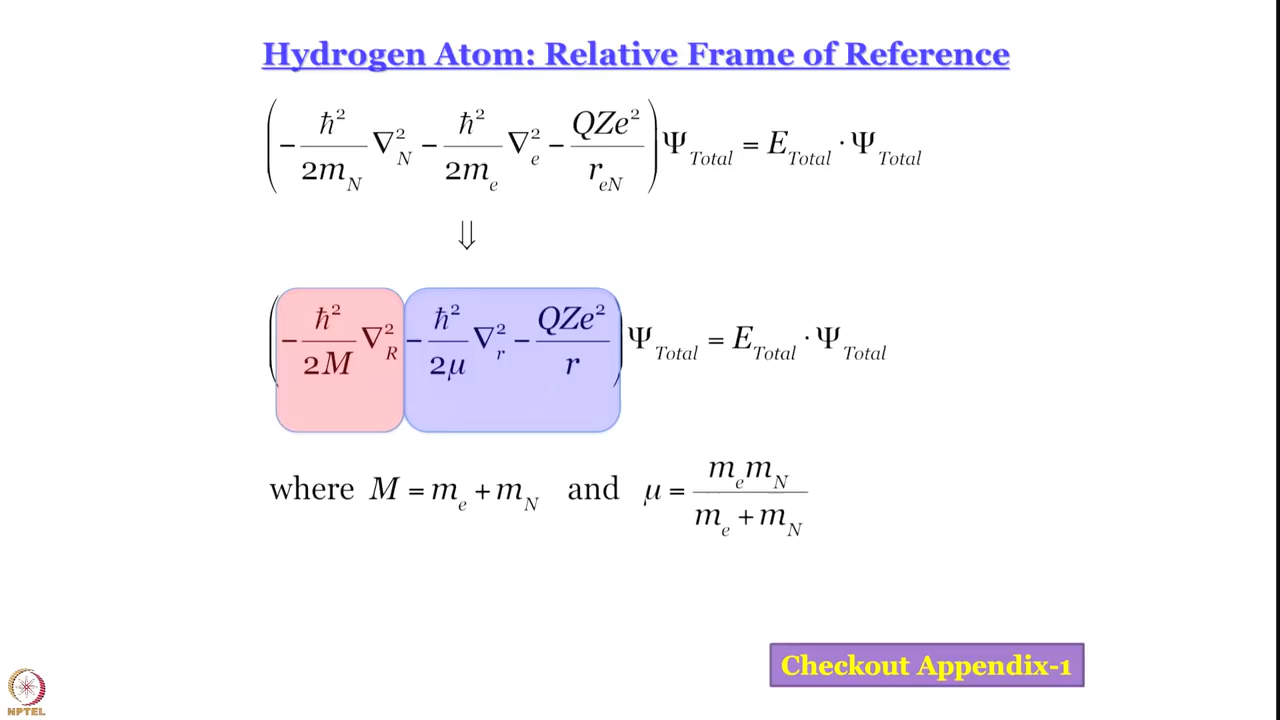 Hydrogen Atom: Relative Frame of Reference
( − ħ²/2m_N ∇²_N − ħ²/2m_e ∇²_e − QZe²/r_eN ) Ψ_Total = E_Total · Ψ_Total
⇓
( − ħ²/2M ∇²_R − ħ²/2μ ∇²_r − QZe²/r ) Ψ_Total = E_Total · Ψ_Total
where M = m_e + m_N and μ = m_e m_N / m_e + m_N
Checkout Appendix-1
NPTEL